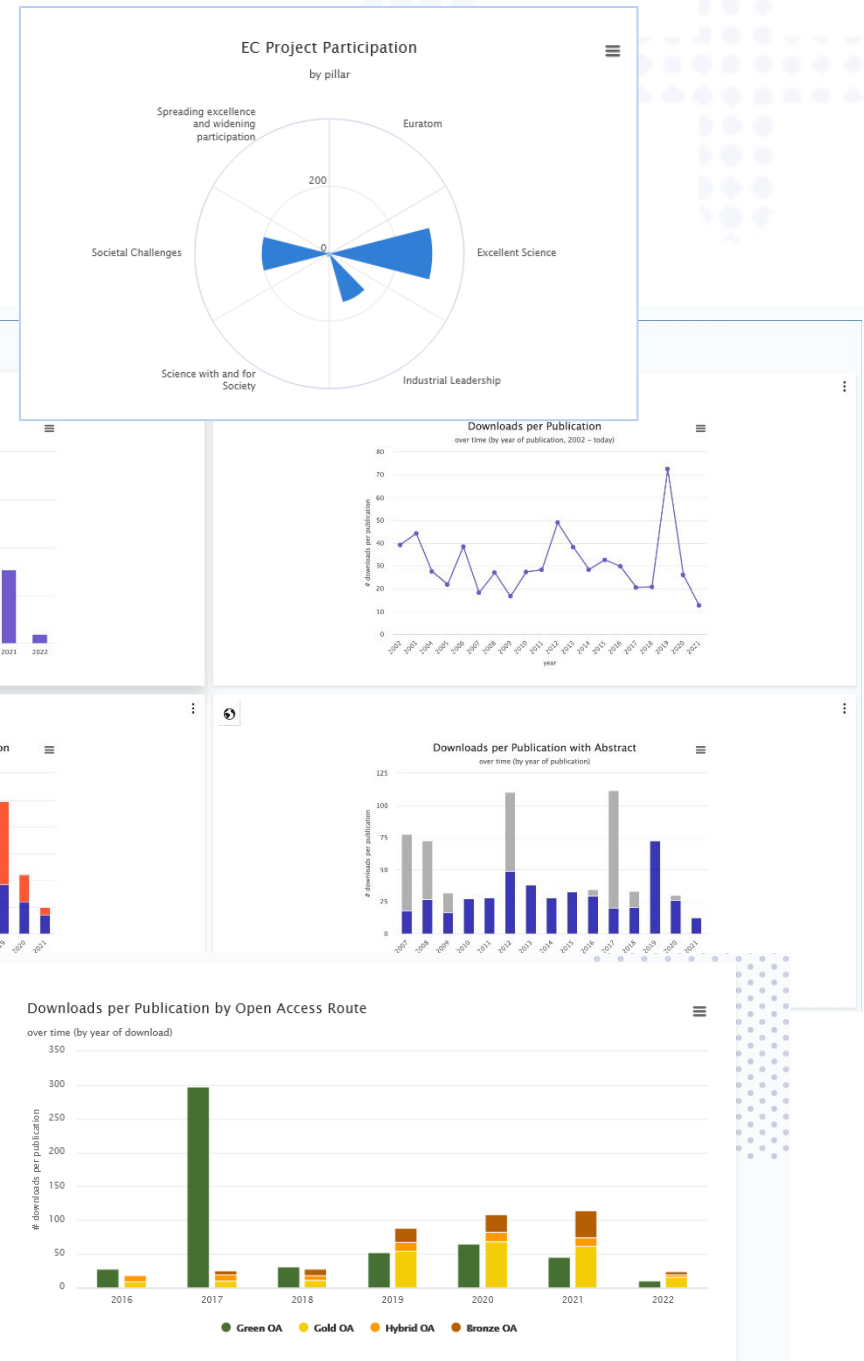 EC Project Participation
by pillar
Spreading excellence
and widening
participation
Euratom
200
0
Societal Challenges
Excellent Science
Science with and for
Society
Industrial Leadership
2021
2022
Downloads per Publication
over time (by year of publication, 2002 – today)
# downloads per publication
80
70
60
50
40
30
20
10
0
2002
2003
2004
2005
2006
2007
2008
2009
2010
2011
2012
2013
2014
2015
2016
2017
2018
2019
2020
2021
year
on
2020
2021
Downloads per Publication with Abstract
over time (by year of publication)
# downloads per publication
125
100
75
50
25
0
2007
2008
2009
2010
2011
2012
2013
2014
2015
2016
2017
2018
2019
2020
2021
Downloads per Publication by Open Access Route
over time (by year of download)
# downloads per publication
350
300
250
200
150
100
50
0
2016
2017
2018
2019
2020
2021
2022
Green OA
Gold OA
Hybrid OA
Bronze OA